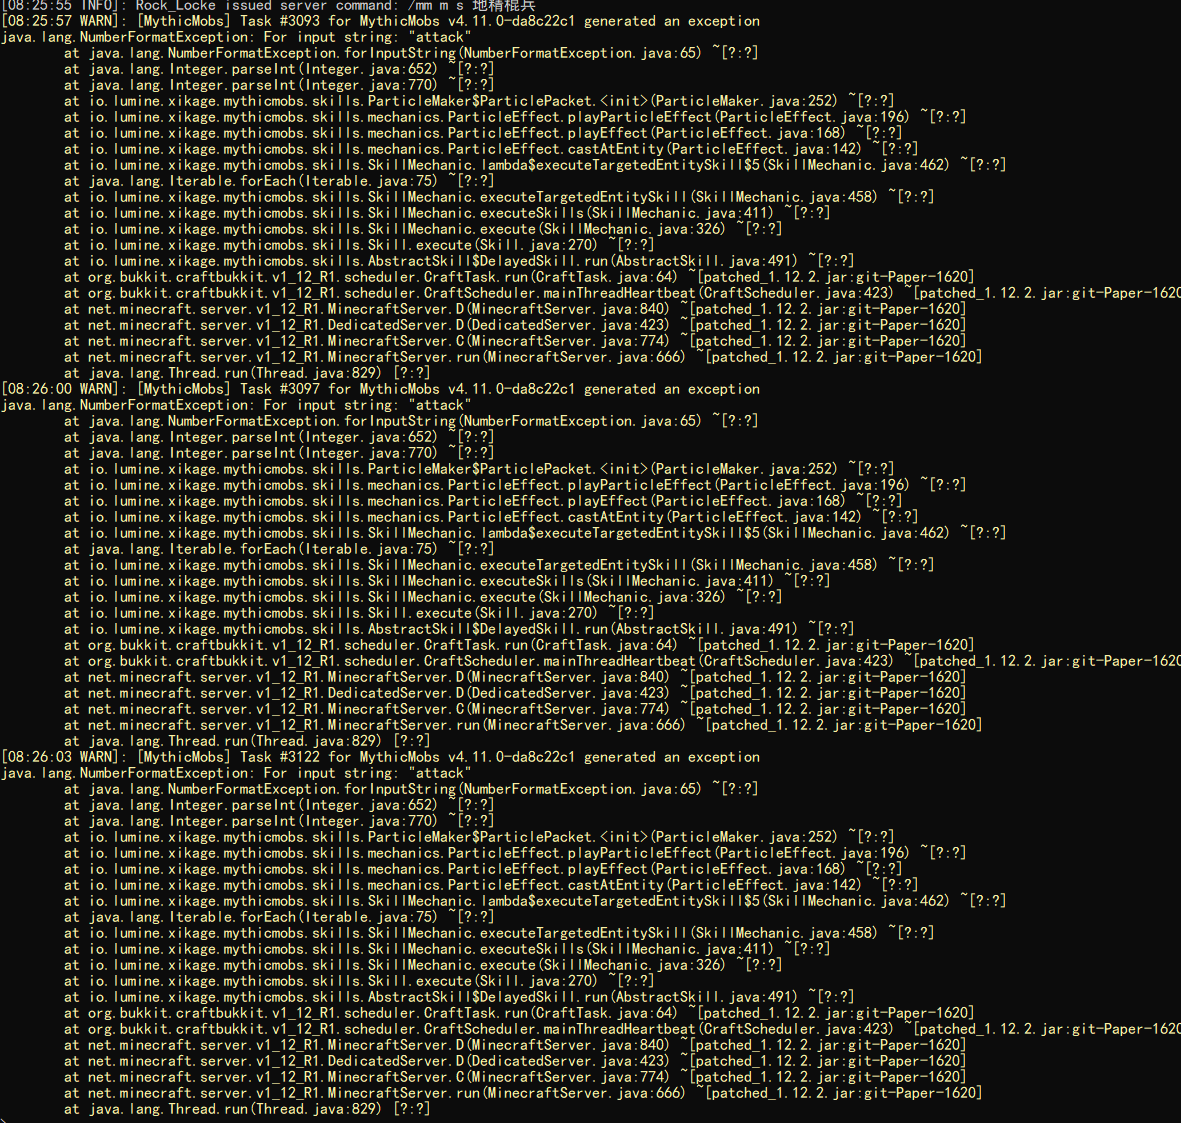 [08:25:55 INFO]: Rock_Locke issued server command: /mm m s 地精棍兵
[08:25:57 WARN]: [MythicMobs] Task #3093 for MythicMobs v4.11.0-da8c22c1 generated an exception
java.lang.NumberFormatException: For input string: "attack"
at java.lang.NumberFormatException.forInputString(NumberFormatException.java:65) ~[?:?]
at java.lang.Integer.parseInt(Integer.java:652) ~[?:?]
at java.lang.Integer.parseInt(Integer.java:770) ~[?:?]
at io.lumine.xikage.mythicmobs.skills.ParticleMaker$ParticlePacket.<init>(ParticleMaker.java:252) ~[?:?]
at io.lumine.xikage.mythicmobs.skills.mechanics.ParticleEffect.playParticleEffect(ParticleEffect.java:196) ~[?:?]
at io.lumine.xikage.mythicmobs.skills.mechanics.ParticleEffect.playEffect(ParticleEffect.java:168) ~[?:?]
at io.lumine.xikage.mythicmobs.skills.mechanics.ParticleEffect.castAtEntity(ParticleEffect.java:142) ~[?:?]
at io.lumine.xikage.mythicmobs.skills.SkillMechanic.lambda$executeTargetedEntitySkill$5(SkillMechanic.java:462) ~[?:?]
at java.lang.Iterable.forEach(Iterable.java:75) ~[?:?]
at io.lumine.xikage.mythicmobs.skills.SkillMechanic.executeTargetedEntitySkill(SkillMechanic.java:458) ~[?:?]
at io.lumine.xikage.mythicmobs.skills.SkillMechanic.executeSkills(SkillMechanic.java:411) ~[?:?]
at io.lumine.xikage.mythicmobs.skills.SkillMechanic.execute(SkillMechanic.java:326) ~[?:?]
at io.lumine.xikage.mythicmobs.skills.Skill.execute(Skill.java:270) ~[?:?]
at io.lumine.xikage.mythicmobs.skills.AbstractSkill$DelayedSkill.run(AbstractSkill.java:491) ~[?:?]
at org.bukkit.craftbukkit.v1_12_R1.scheduler.CraftTask.run(CraftTask.java:64) ~[patched_1.12.2.jar:git-Paper-1620]
at org.bukkit.craftbukkit.v1_12_R1.scheduler.CraftScheduler.mainThreadHeartbeat(CraftScheduler.java:423) ~[patched_1.12.2.jar:git-Paper-1620
at net.minecraft.server.v1_12_R1.MinecraftServer.D(MinecraftServer.java:840) ~[patched_1.12.2.jar:git-Paper-1620]
at net.minecraft.server.v1_12_R1.DedicatedServer.D(DedicatedServer.java:423) ~[patched_1.12.2.jar:git-Paper-1620]
at net.minecraft.server.v1_12_R1.MinecraftServer.C(MinecraftServer.java:774) ~[patched_1.12.2.jar:git-Paper-1620]
at net.minecraft.server.v1_12_R1.MinecraftServer.run(MinecraftServer.java:666) ~[patched_1.12.2.jar:git-Paper-1620]
at java.lang.Thread.run(Thread.java:829) [?:?]
[08:26:00 WARN]: [MythicMobs] Task #3097 for MythicMobs v4.11.0-da8c22c1 generated an exception
java.lang.NumberFormatException: For input string: "attack"
at java.lang.NumberFormatException.forInputString(NumberFormatException.java:65) ~[?:?]
at java.lang.Integer.parseInt(Integer.java:652) ~[?:?]
at java.lang.Integer.parseInt(Integer.java:770) ~[?:?]
at io.lumine.xikage.mythicmobs.skills.ParticleMaker$ParticlePacket.<init>(ParticleMaker.java:252) ~[?:?]
at io.lumine.xikage.mythicmobs.skills.mechanics.ParticleEffect.playParticleEffect(ParticleEffect.java:196) ~[?:?]
at io.lumine.xikage.mythicmobs.skills.mechanics.ParticleEffect.playEffect(ParticleEffect.java:168) ~[?:?]
at io.lumine.xikage.mythicmobs.skills.mechanics.ParticleEffect.castAtEntity(ParticleEffect.java:142) ~[?:?]
at io.lumine.xikage.mythicmobs.skills.SkillMechanic.lambda$executeTargetedEntitySkill$5(SkillMechanic.java:462) ~[?:?]
at java.lang.Iterable.forEach(Iterable.java:75) ~[?:?]
at io.lumine.xikage.mythicmobs.skills.SkillMechanic.executeTargetedEntitySkill(SkillMechanic.java:458) ~[?:?]
at io.lumine.xikage.mythicmobs.skills.SkillMechanic.executeSkills(SkillMechanic.java:411) ~[?:?]
at io.lumine.xikage.mythicmobs.skills.SkillMechanic.execute(SkillMechanic.java:326) ~[?:?]
at io.lumine.xikage.mythicmobs.skills.Skill.execute(Skill.java:270) ~[?:?]
at io.lumine.xikage.mythicmobs.skills.AbstractSkill$DelayedSkill.run(AbstractSkill.java:491) ~[?:?]
at org.bukkit.craftbukkit.v1_12_R1.scheduler.CraftTask.run(CraftTask.java:64) ~[patched_1.12.2.jar:git-Paper-1620]
at org.bukkit.craftbukkit.v1_12_R1.scheduler.CraftScheduler.mainThreadHeartbeat(CraftScheduler.java:423) ~[patched_1.12.2.jar:git-Paper-1620
at net.minecraft.server.v1_12_R1.MinecraftServer.D(MinecraftServer.java:840) ~[patched_1.12.2.jar:git-Paper-1620]
at net.minecraft.server.v1_12_R1.DedicatedServer.D(DedicatedServer.java:423) ~[patched_1.12.2.jar:git-Paper-1620]
at net.minecraft.server.v1_12_R1.MinecraftServer.C(MinecraftServer.java:774) ~[patched_1.12.2.jar:git-Paper-1620]
at net.minecraft.server.v1_12_R1.MinecraftServer.run(MinecraftServer.java:666) ~[patched_1.12.2.jar:git-Paper-1620]
at java.lang.Thread.run(Thread.java:829) [?:?]
[08:26:03 WARN]: [MythicMobs] Task #3122 for MythicMobs v4.11.0-da8c22c1 generated an exception
java.lang.NumberFormatException: For input string: "attack"
at java.lang.NumberFormatException.forInputString(NumberFormatException.java:65) ~[?:?]
at java.lang.Integer.parseInt(Integer.java:652) ~[?:?]
at java.lang.Integer.parseInt(Integer.java:770) ~[?:?]
at io.lumine.xikage.mythicmobs.skills.ParticleMaker$ParticlePacket.<init>(ParticleMaker.java:252) ~[?:?]
at io.lumine.xikage.mythicmobs.skills.mechanics.ParticleEffect.playParticleEffect(ParticleEffect.java:196) ~[?:?]
at io.lumine.xikage.mythicmobs.skills.mechanics.ParticleEffect.playEffect(ParticleEffect.java:168) ~[?:?]
at io.lumine.xikage.mythicmobs.skills.mechanics.ParticleEffect.castAtEntity(ParticleEffect.java:142) ~[?:?]
at io.lumine.xikage.mythicmobs.skills.SkillMechanic.lambda$executeTargetedEntitySkill$5(SkillMechanic.java:462) ~[?:?]
at java.lang.Iterable.forEach(Iterable.java:75) ~[?:?]
at io.lumine.xikage.mythicmobs.skills.SkillMechanic.executeTargetedEntitySkill(SkillMechanic.java:458) ~[?:?]
at io.lumine.xikage.mythicmobs.skills.SkillMechanic.executeSkills(SkillMechanic.java:411) ~[?:?]
at io.lumine.xikage.mythicmobs.skills.SkillMechanic.execute(SkillMechanic.java:326) ~[?:?]
at io.lumine.xikage.mythicmobs.skills.Skill.execute(Skill.java:270) ~[?:?]
at io.lumine.xikage.mythicmobs.skills.AbstractSkill$DelayedSkill.run(AbstractSkill.java:491) ~[?:?]
at org.bukkit.craftbukkit.v1_12_R1.scheduler.CraftTask.run(CraftTask.java:64) ~[patched_1.12.2.jar:git-Paper-1620]
at org.bukkit.craftbukkit.v1_12_R1.scheduler.CraftScheduler.mainThreadHeartbeat(CraftScheduler.java:423) ~[patched_1.12.2.jar:git-Paper-1620
at net.minecraft.server.v1_12_R1.MinecraftServer.D(MinecraftServer.java:840) ~[patched_1.12.2.jar:git-Paper-1620]
at net.minecraft.server.v1_12_R1.DedicatedServer.D(DedicatedServer.java:423) ~[patched_1.12.2.jar:git-Paper-1620]
at net.minecraft.server.v1_12_R1.MinecraftServer.C(MinecraftServer.java:774) ~[patched_1.12.2.jar:git-Paper-1620]
at net.minecraft.server.v1_12_R1.MinecraftServer.run(MinecraftServer.java:666) ~[patched_1.12.2.jar:git-Paper-1620]
at java.lang.Thread.run(Thread.java:829) [?:?]